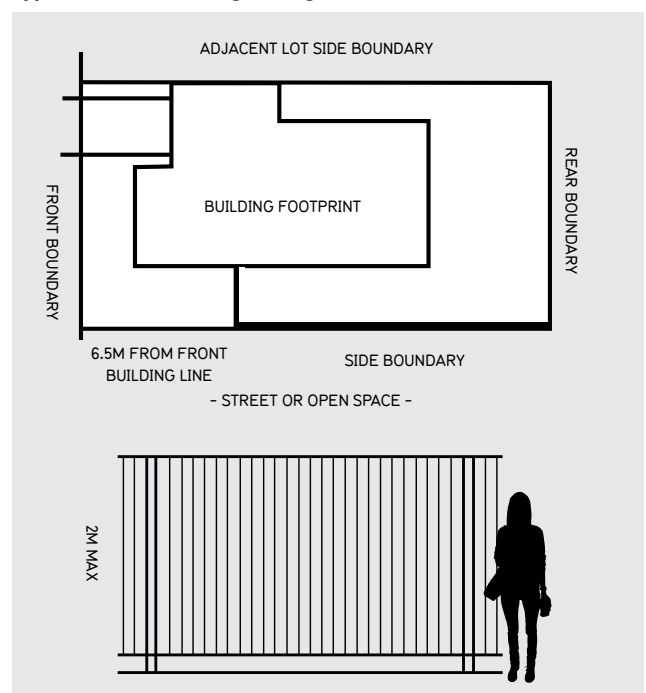 ADJACENT LOT SIDE BOUNDARY
FRONT BOUNDARY
BUILDING FOOTPRINT
REAR BOUNDARY
6.5M FROM FRONT
BUILDING LINE
SIDE BOUNDARY
- STREET OR OPEN SPACE -
2M MAX